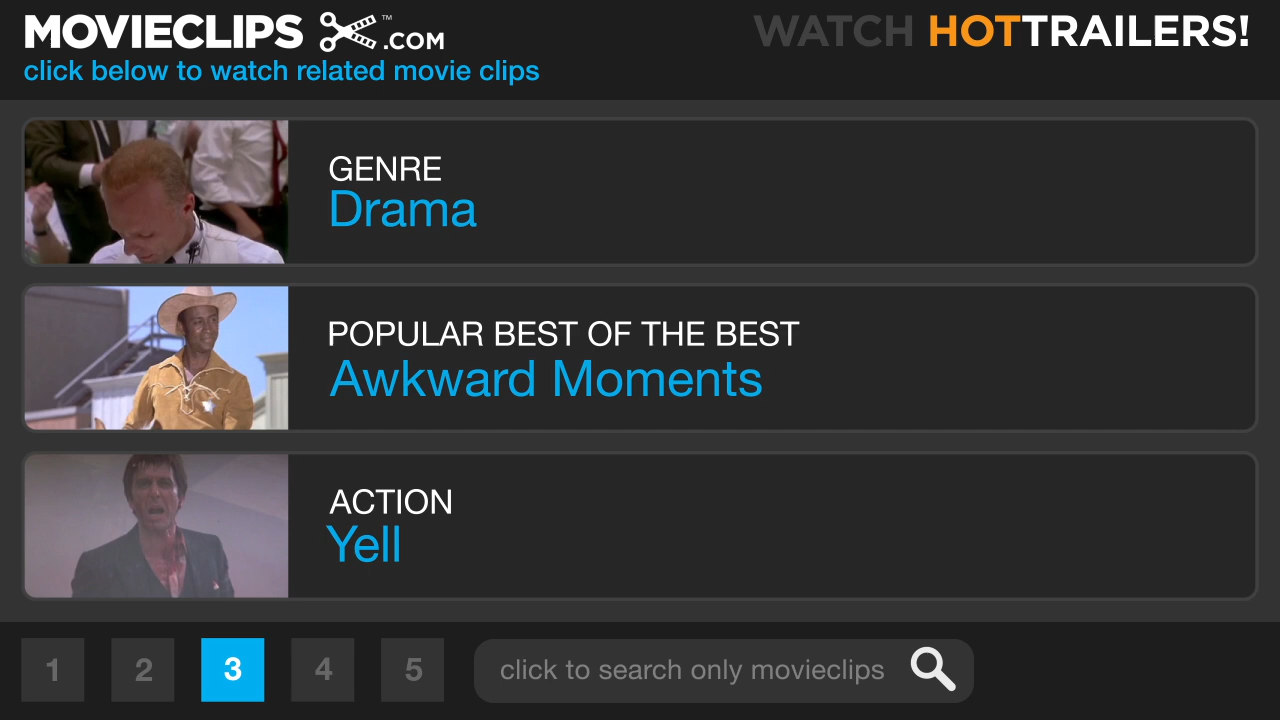 MOVIECLIPS ™ .COM
WATCH HOTTRAILERS!
click below to watch related movie clips
GENRE
Drama
POPULAR BEST OF THE BEST
Awkward Moments
ACTION
Yell
1 2 3 4 5 click to search only movieclips